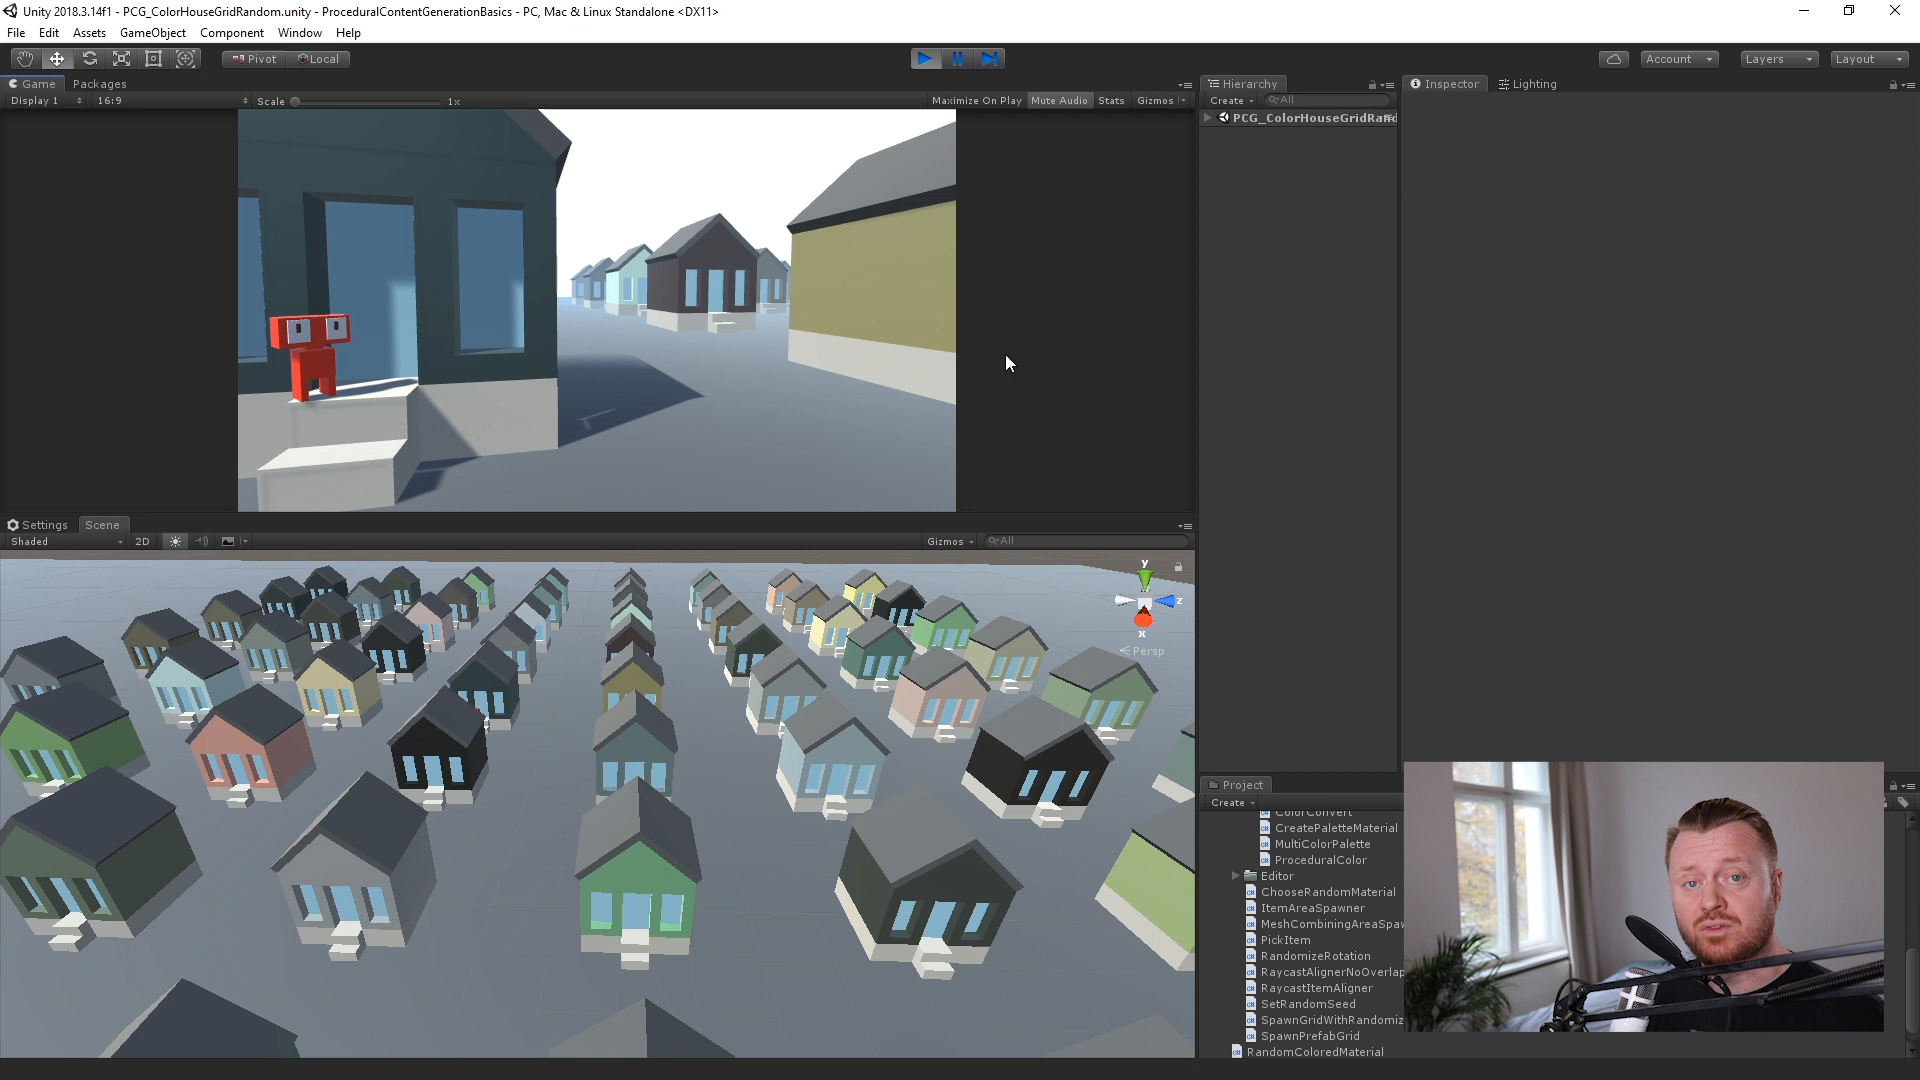 Unity 2018.3.14f1 - PCG_ColorHouseGridRandom.unity - ProceduralContentGenerationBasics - PC, Mac & Linux Standalone <DX11>
File Edit Assets GameObject Component Window Help
Pivot Local Account Layers Layout
Game Packages
Display 1 16:9 Scale 1x Maximize On Play Mute Audio Stats Gizmos
Hierarchy
Create All
PCG_ColorHouseGridRand
Inspector Lighting
Settings Scene
Shaded 2D Gizmos All
y
z
x
Persp
Project
Create
ColorConvert
CreatePaletteMaterial
MultiColorPalette
ProceduralColor
Editor
ChooseRandomMaterial
ItemAreaSpawner
MeshCombiningAreaSpaw
PickItem
RandomizeRotation
RaycastAlignerNoOverlap
RaycastItemAligner
SetRandomSeed
SpawnGridWithRandomiz
SpawnPrefabGrid
RandomColoredMaterial